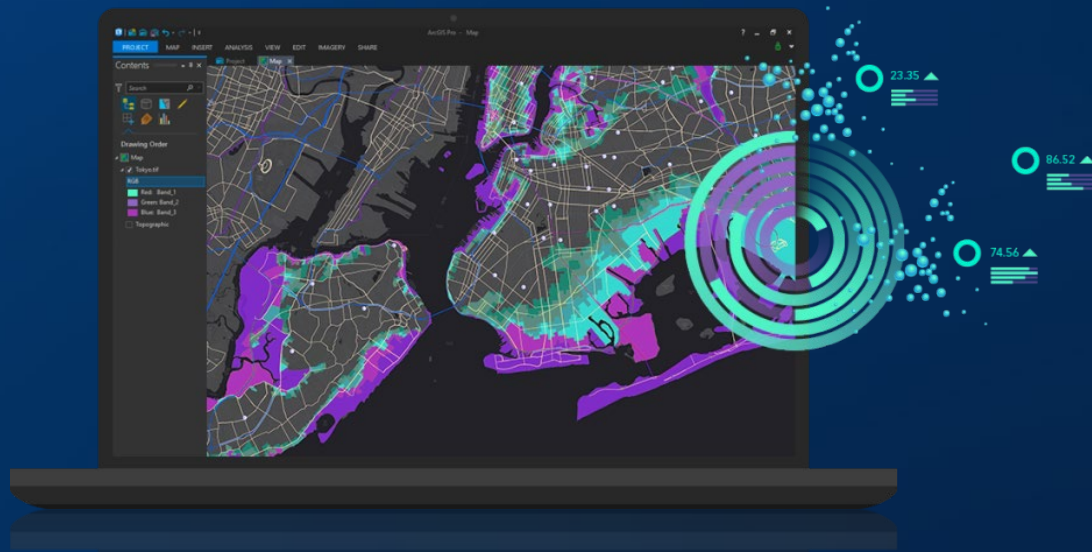 ArcGIS Pro - Map
PROJECT MAP INSERT ANALYSIS VIEW EDIT IMAGERY SHARE
Contents
Project Map
Search
Drawing Order
Map
Tokyo.tif
RGB
Red: Band_1
Green: Band_2
Blue: Band_3
Topographic
23.35
86.52
74.56